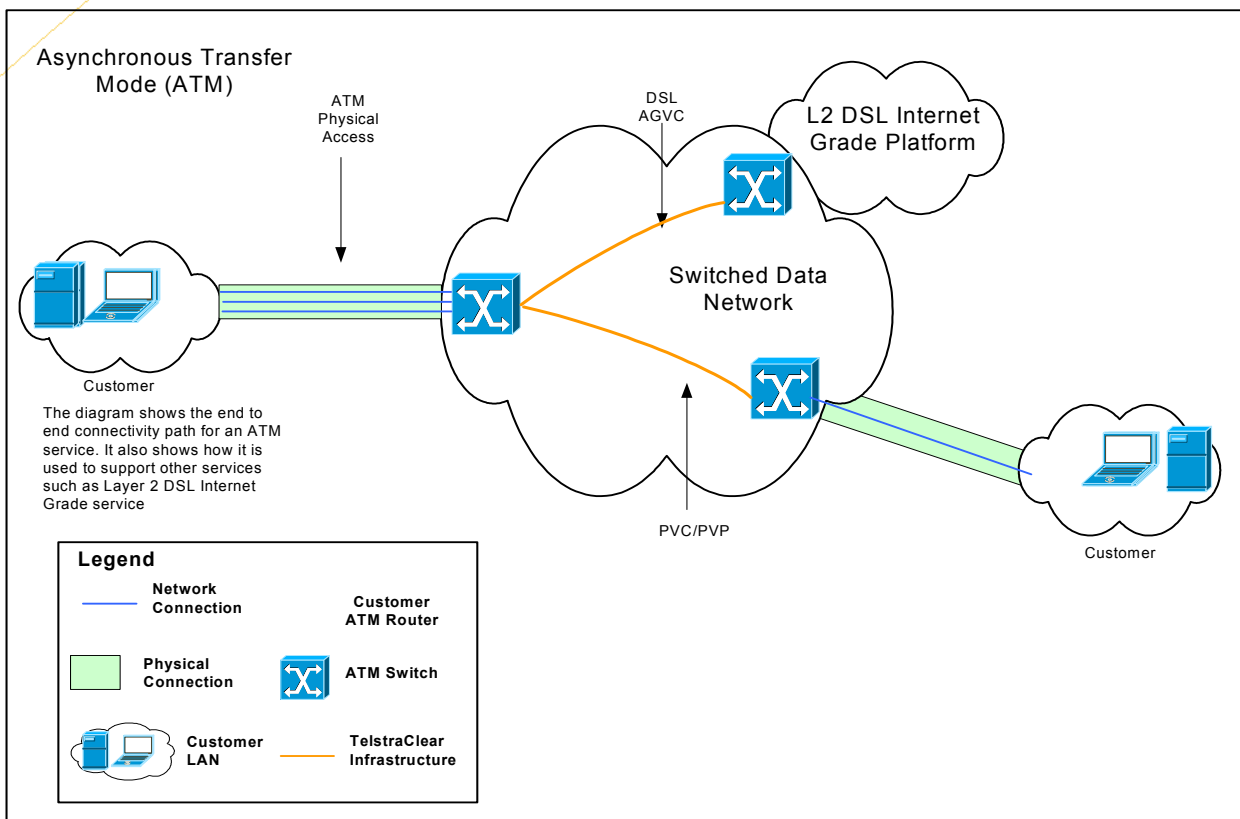 Asynchronous Transfer
Mode (ATM)
ATM
Physical
Access
DSL
AGVC
L2 DSL Internet
Grade Platform
Switched Data
Network
Customer
The diagram shows the end to
end connectivity path for an ATM
service. It also shows how it is
used to support other services
such as Layer 2 DSL Internet
Grade service
PVC/PVP
Customer
Legend
Network
Connection
Customer
ATM Router
Physical
Connection
ATM Switch
Customer
LAN
TelstraClear
Infrastructure